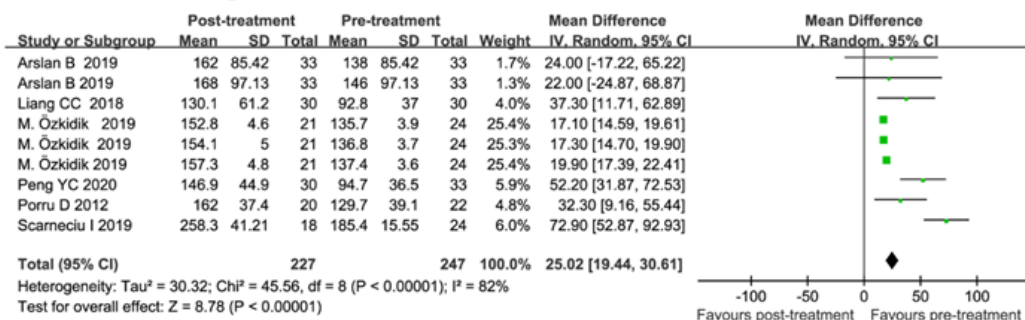 Post-treatment Pre-treatment Mean Difference Mean Difference
Study or Subgroup Mean SD Total Mean SD Total Weight IV, Random, 95% CI IV, Random, 95% CI
Arslan B 2019 162 85.42 33 138 85.42 33 1.7% 24.00 [-17.22, 65.22]
Arslan B 2019 168 97.13 33 146 97.13 33 1.3% 22.00 [-24.87, 68.87]
Liang CC 2018 130.1 61.2 30 92.8 37 30 4.0% 37.30 [11.71, 62.89]
M. Õzkidik 2019 152.8 4.6 21 135.7 3.9 24 25.4% 17.10 [14.59, 19.61]
M. Õzkidik 2019 154.1 5 21 136.8 3.7 24 25.3% 17.30 [14.70, 19.90]
M. Õzkidik 2019 157.3 4.8 21 137.4 3.6 24 25.4% 19.90 [17.39, 22.41]
Peng YC 2020 146.9 44.9 30 94.7 36.5 33 5.9% 52.20 [31.87, 72.53]
Porru D 2012 162 37.4 20 129.7 39.1 22 4.8% 32.30 [9.16, 55.44]
Scarneciu I 2019 258.3 41.21 18 185.4 15.55 24 6.0% 72.90 [52.87, 92.93]
Total (95% CI) 227 247 100.0% 25.02 [19.44, 30.61]
Heterogeneity: Tau² = 30.32; Chi² = 45.56, df = 8 (P < 0.00001); I² = 82%
Test for overall effect: Z = 8.78 (P < 0.00001)
-100 -50 0 50 100
Favours post-treatment Favours pre-treatment